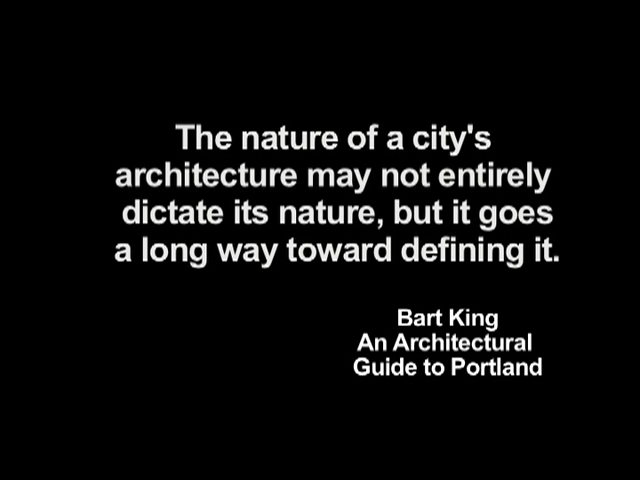 The nature of a city's
architecture may not entirely
dictate its nature, but it goes
a long way toward defining it.
Bart King
An Architectural
Guide to Portland